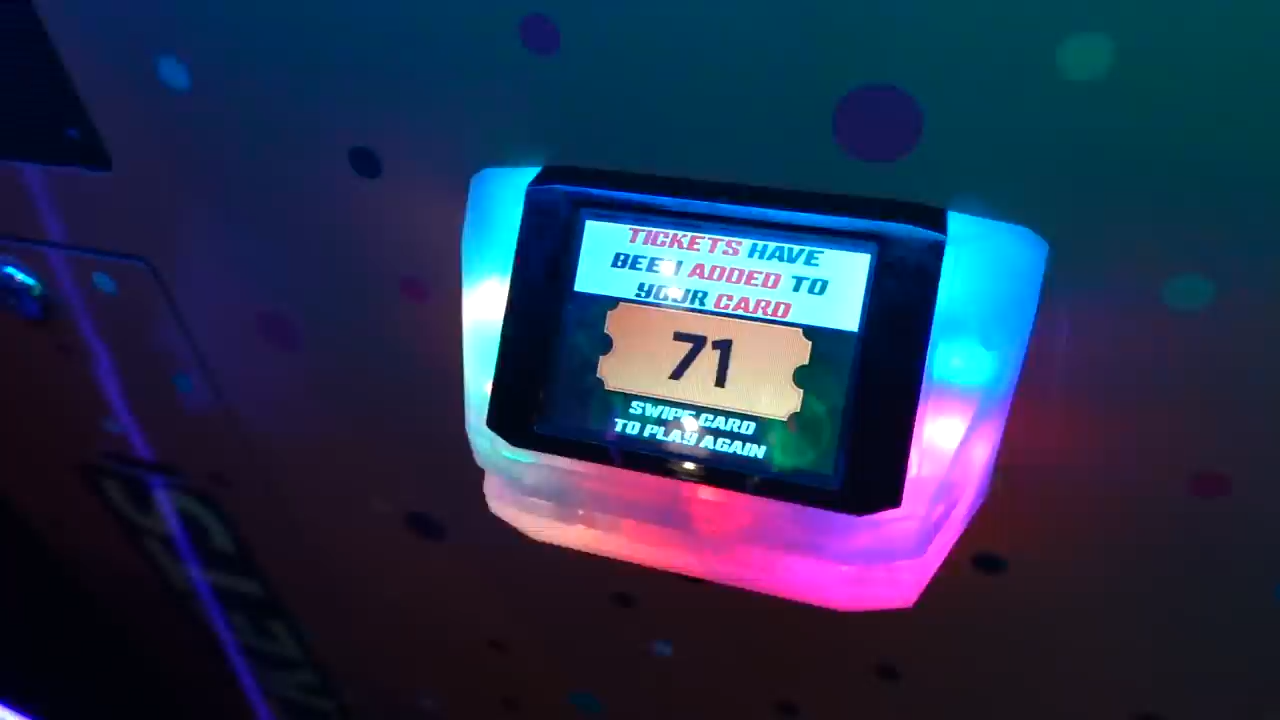 TICKETS HAVE
BEEN ADDED TO
YOUR CARD
71
SWIPE CARD
TO PLAY AGAIN